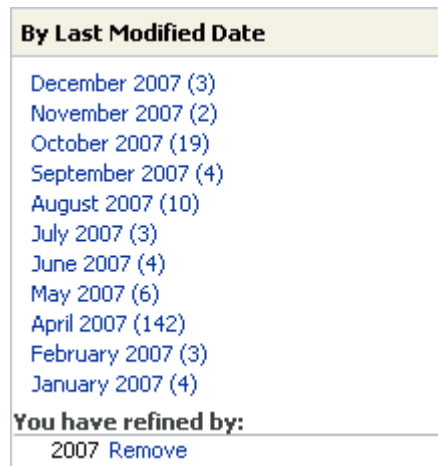 By Last Modified Date
December 2007 (3)
November 2007 (2)
October 2007 (19)
September 2007 (4)
August 2007 (10)
July 2007 (3)
June 2007 (4)
May 2007 (6)
April 2007 (142)
February 2007 (3)
January 2007 (4)
You have refined by:
2007 Remove